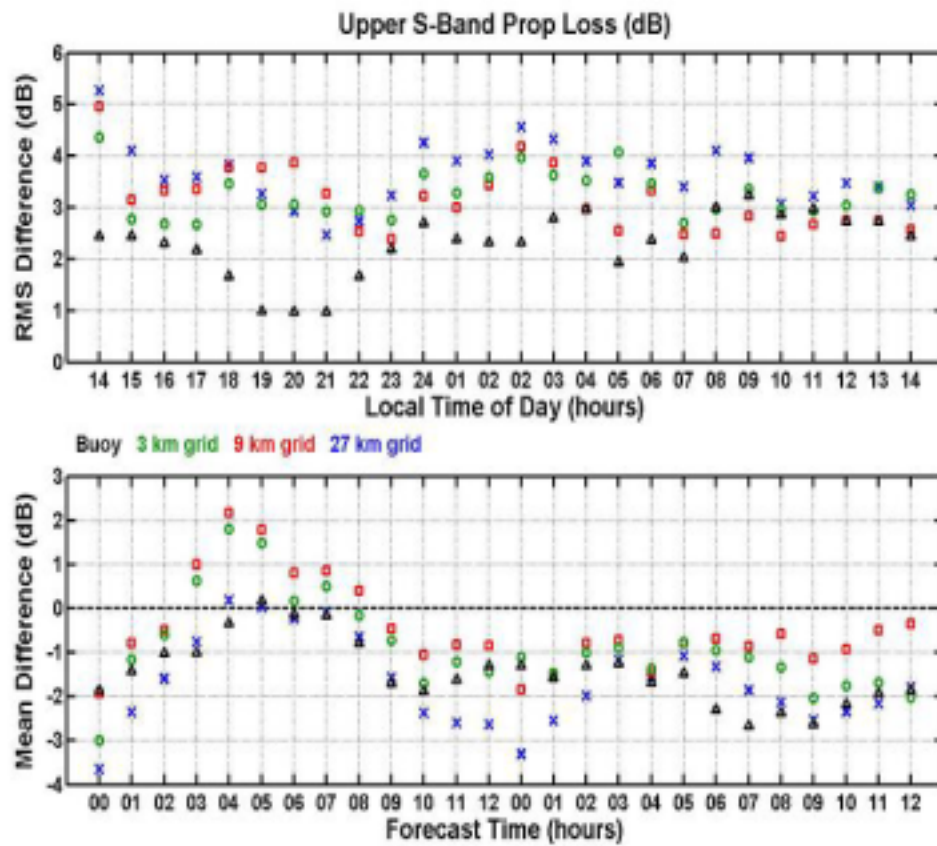 Upper S-Band Prop Loss (dB)
RMS Difference (dB)
6
5
4
3
2
1
0
14 15 16 17 18 19 20 21 22 23 24 01 02 02 03 04 05 06 07 08 09 10 11 12 13 14
Local Time of Day (hours)
Buoy 3 km grid 9 km grid 27 km grid
Mean Difference (dB)
3
2
1
0
-1
-2
-3
-4
00 01 02 03 04 05 06 07 08 09 10 11 12 00 01 02 03 04 05 06 07 08 09 10 11 12
Forecast Time (hours)